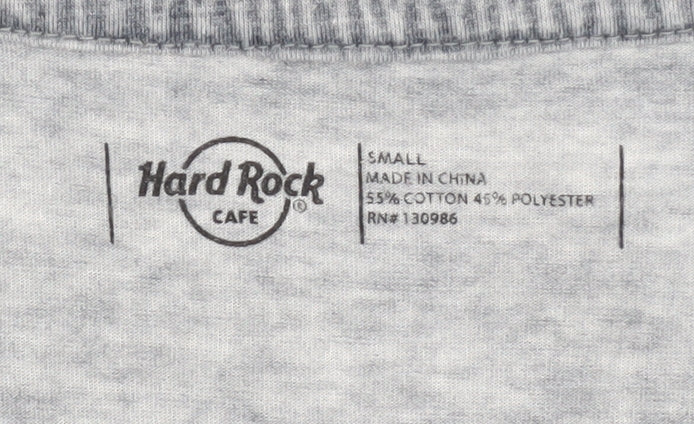 Hard Rock
®
CAFE
SMALL
MADE IN CHINA
55% COTTON 45% POLYESTER
RN# 130986